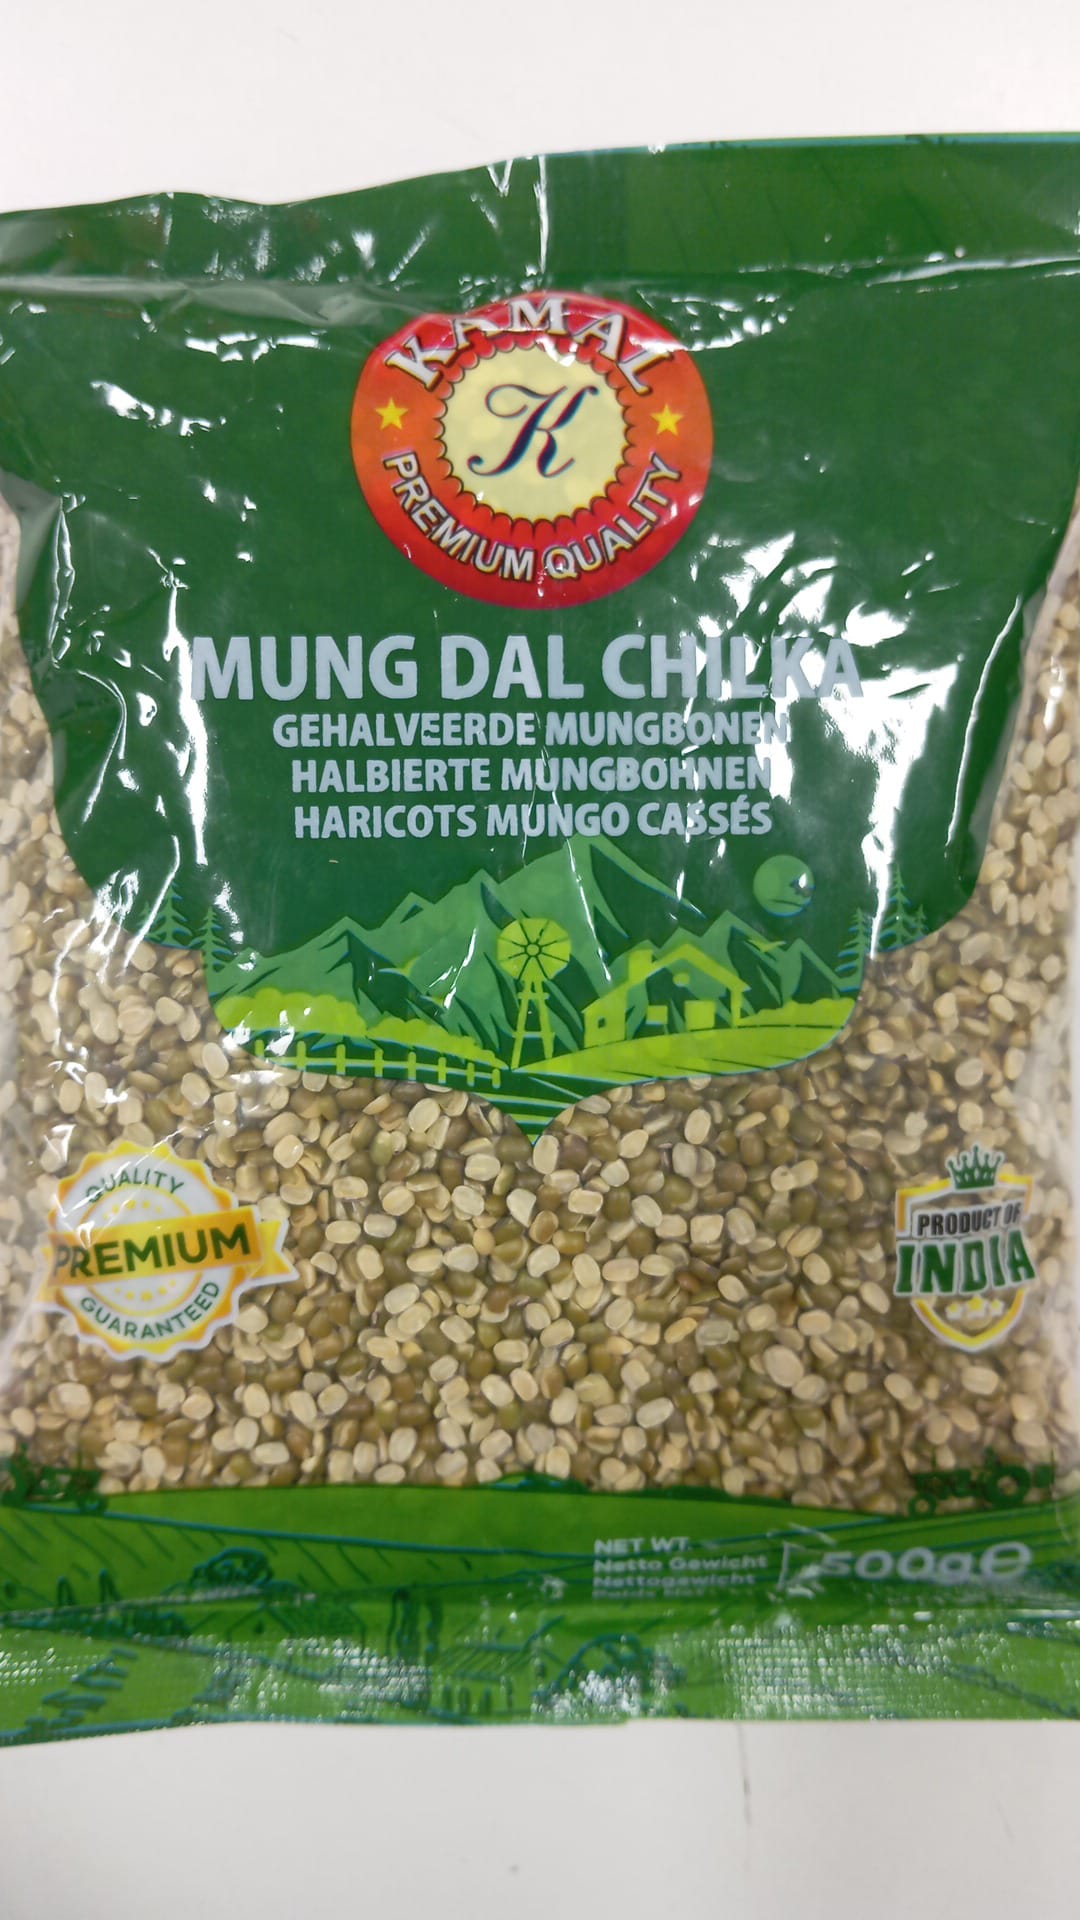 KAMAL
K
PREMIUM QUALITY
MUNG DAL CHILKA
GEHALVEERDE MUNGBONEN
HALBIERTE MUNGBOHNEN
HARICOTS MUNGO CASSÉS
QUALITY
PREMIUM
GUARANTEED
PRODUCT OF
INDIA
NET WT.
Netto Gewicht
Nettogewicht
500g e